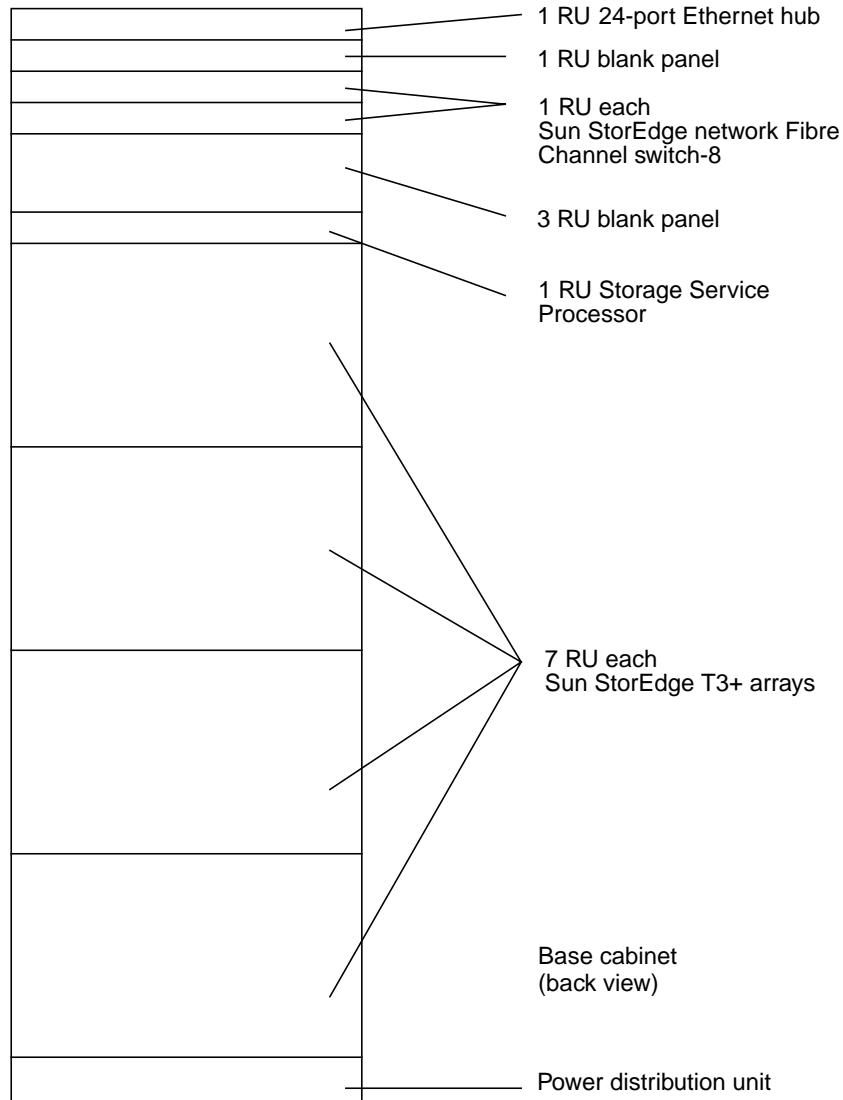 1 RU 24-port Ethernet hub
1 RU blank panel
1 RU each
Sun StorEdge network Fibre
Channel switch-8
3 RU blank panel
1 RU Storage Service
Processor
7 RU each
Sun StorEdge T3+ arrays
Base cabinet
(back view)
Power distribution unit